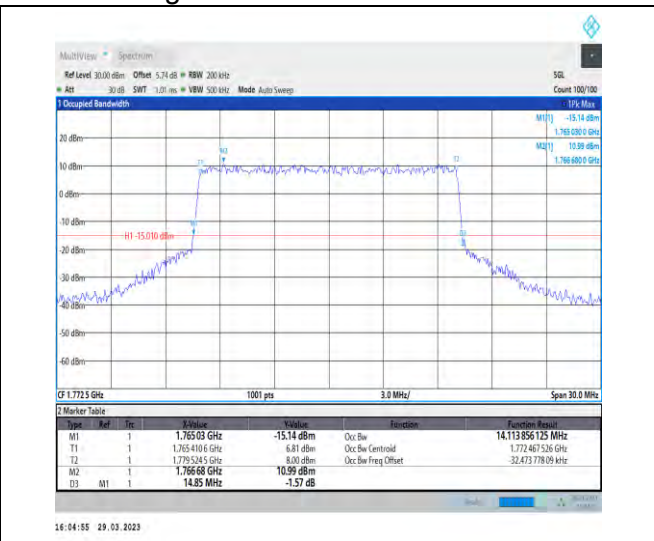 MultiView Spectrum
Ref Level 30.00 dBm Offset 5.74 dB RBW 200 kHz SGL
Att 30 dB SWT 1.01 ms VBW 500 kHz Mode Auto Sweep Count 100/100
1 Occupied Bandwidth 1Pk Max
M1[1] -15.14 dBm
1.765 030 0 GHz
20 dBm M2[1] 10.99 dBm
1.766 680 0 GHz
M2
T1 T2
10 dBm
0 dBm
-10 dBm
M1
H1 -15.010 dBm
D3
-20 dBm
-30 dBm
-40 dBm
-50 dBm
-60 dBm
CF 1.772 5 GHz 1001 pts 3.0 MHz/ Span 30.0 MHz
2 Marker Table
Type Ref Trc X-Value Y-Value Function Function Result
M1 1 1.765 03 GHz -15.14 dBm Occ Bw 14.113 856 125 MHz
T1 1 1.765 410 6 GHz 6.81 dBm Occ Bw Centroid 1.772 467 526 GHz
T2 1 1.779 524 5 GHz 8.00 dBm Occ Bw Freq Offset -32.473 778 09 kHz
M2 1 1.766 68 GHz 10.99 dBm
D3 M1 1 14.85 MHz -1.57 dB
16:04:55 29.03.2023